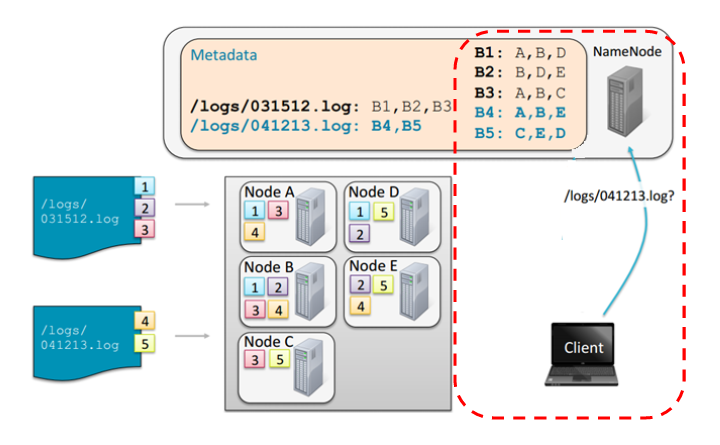 Metadata
/logs/031512.log: B1,B2,B3
/logs/041213.log: B4,B5
B1: A,B,D
B2: B,D,E
B3: A,B,C
B4: A,B,E
B5: C,E,D
NameNode
/logs/041213.log?
Client
/logs/
031512.log
1
2
3
/logs/
041213.log
4
5
Node A
1 3
4
Node D
1 5
2
Node B
1 2
3 4
Node E
2 5
4
Node C
3 5